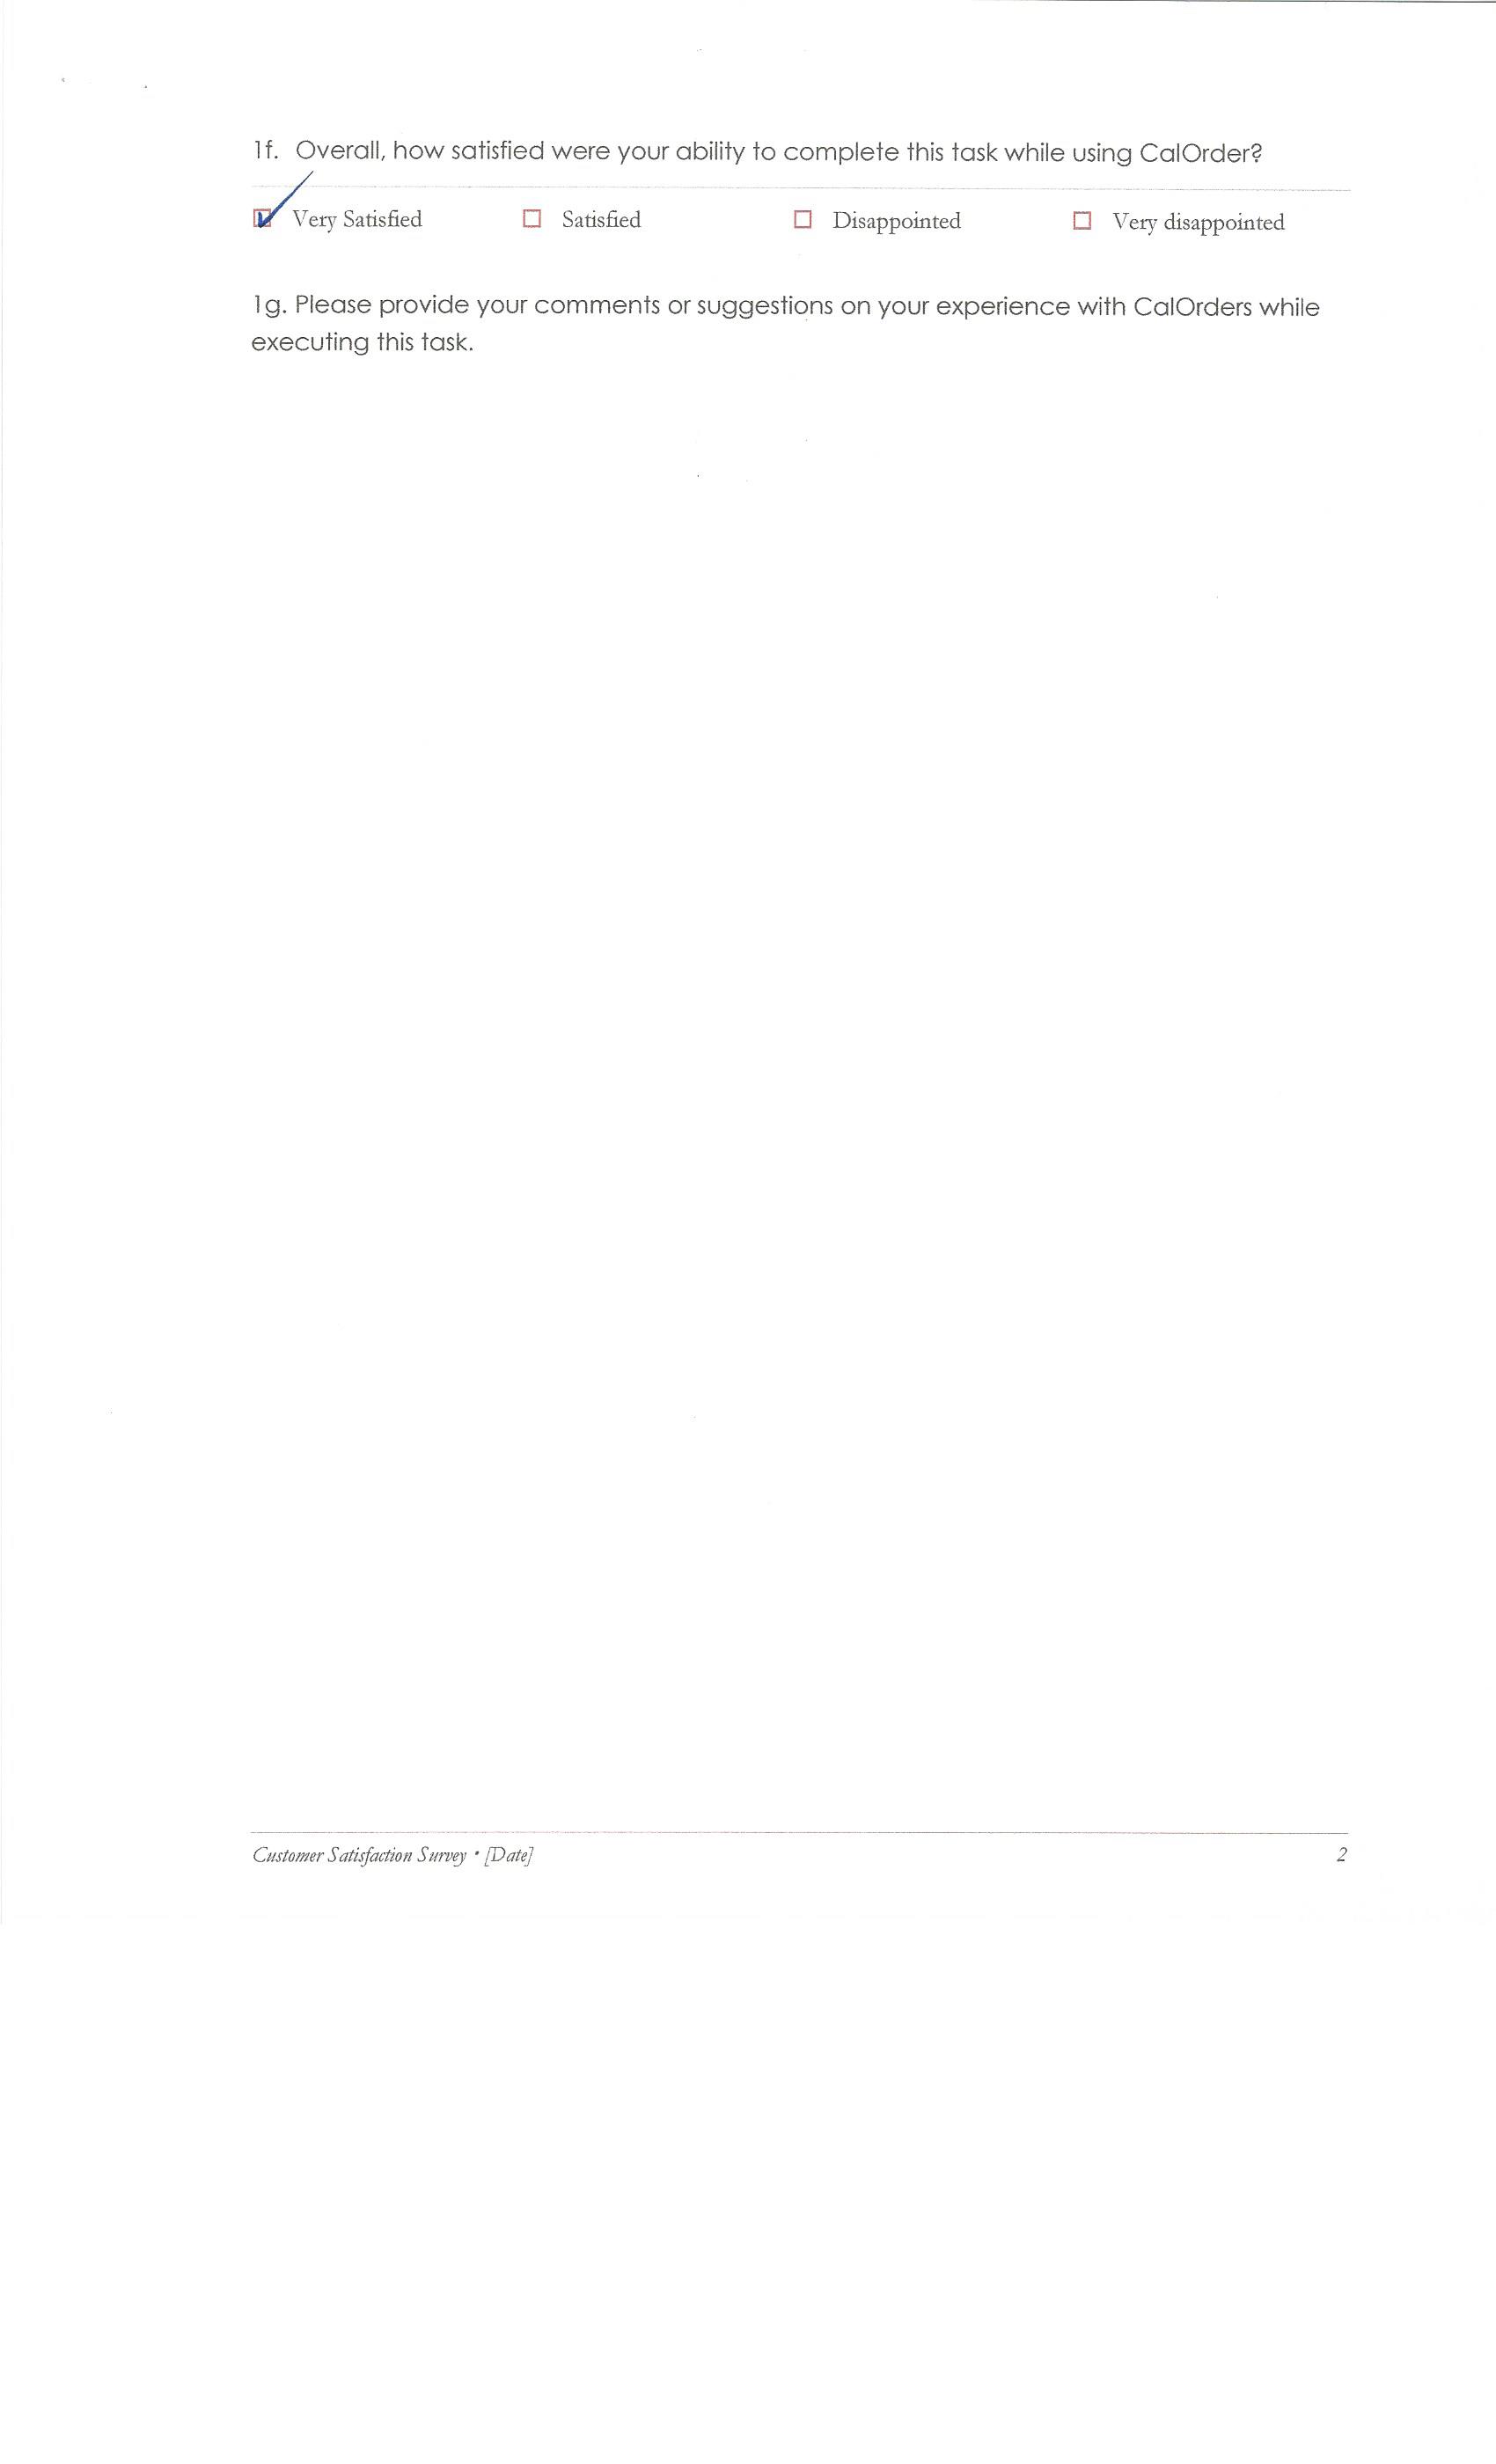 1f. Overall, how satisfied were your ability to complete this task while using CalOrder?
☑ Very Satisfied ☐ Satisfied ☐ Disappointed ☐ Very disappointed
1g. Please provide your comments or suggestions on your experience with CalOrders while
executing this task.
Customer Satisfaction Survey • [Date] 2